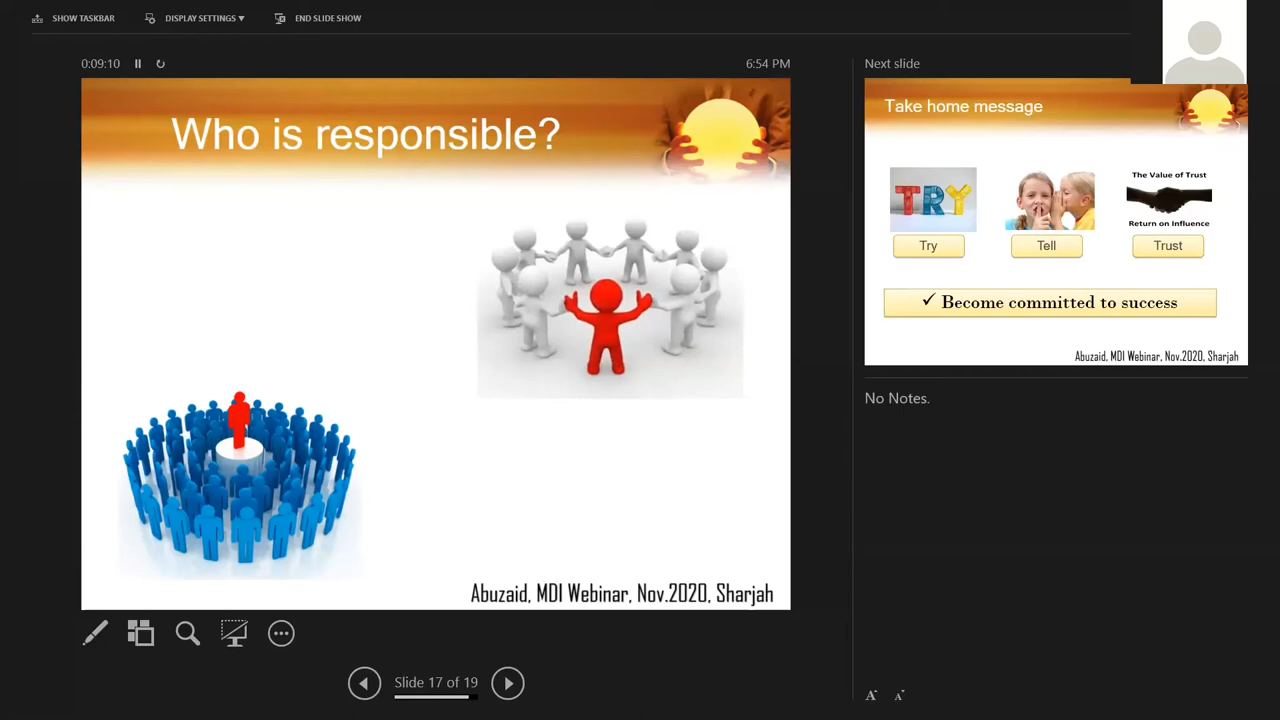 SHOW TASKBAR
DISPLAY SETTINGS ▼
END SLIDE SHOW
0:09:10
6:54 PM
Who is responsible?
Abuzaid, MDI Webinar, Nov.2020, Sharjah
Slide 17 of 19
Next slide
Take home message
TRY
The Value of Trust
Return on Influence
Try
Tell
Trust
✓ Become committed to success
Abuzaid, MDI Webinar, Nov.2020, Sharjah
No Notes.
A A